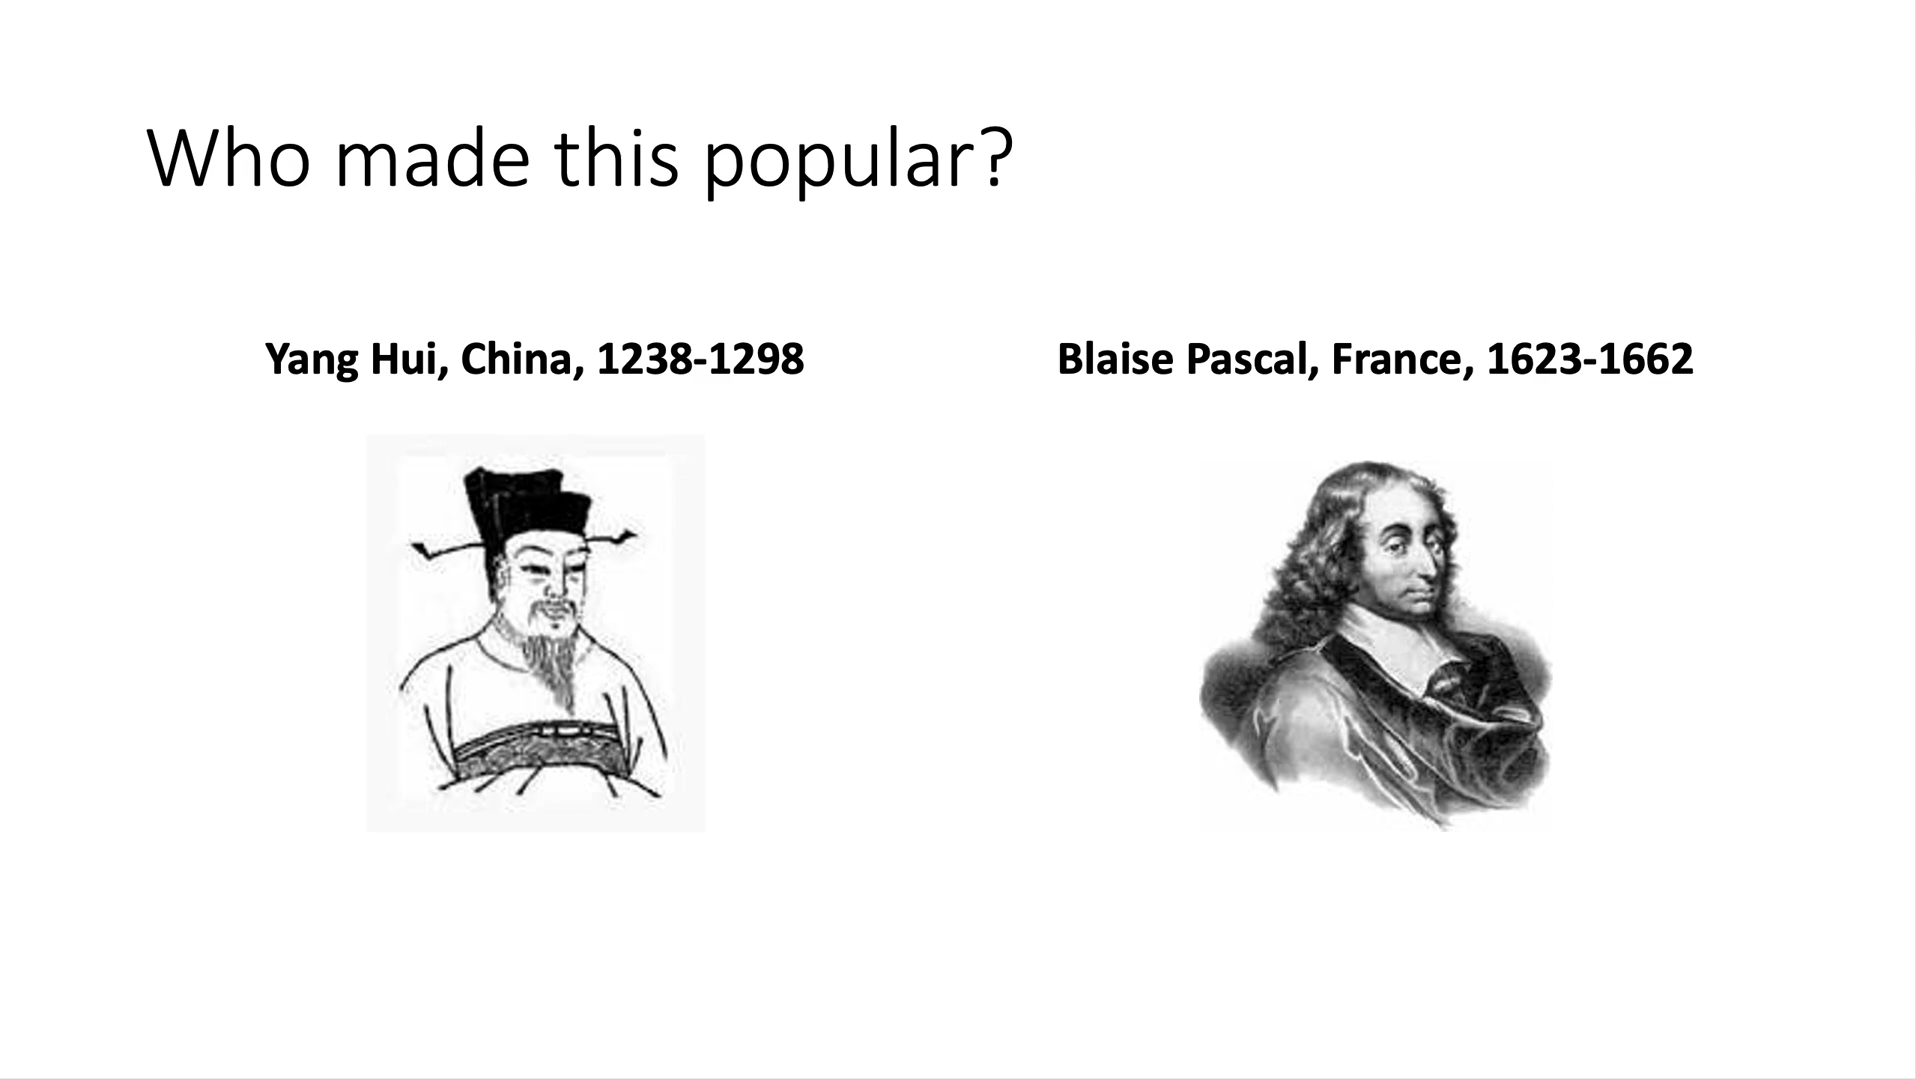 Who made this popular?
Yang Hui, China, 1238-1298
Blaise Pascal, France, 1623-1662